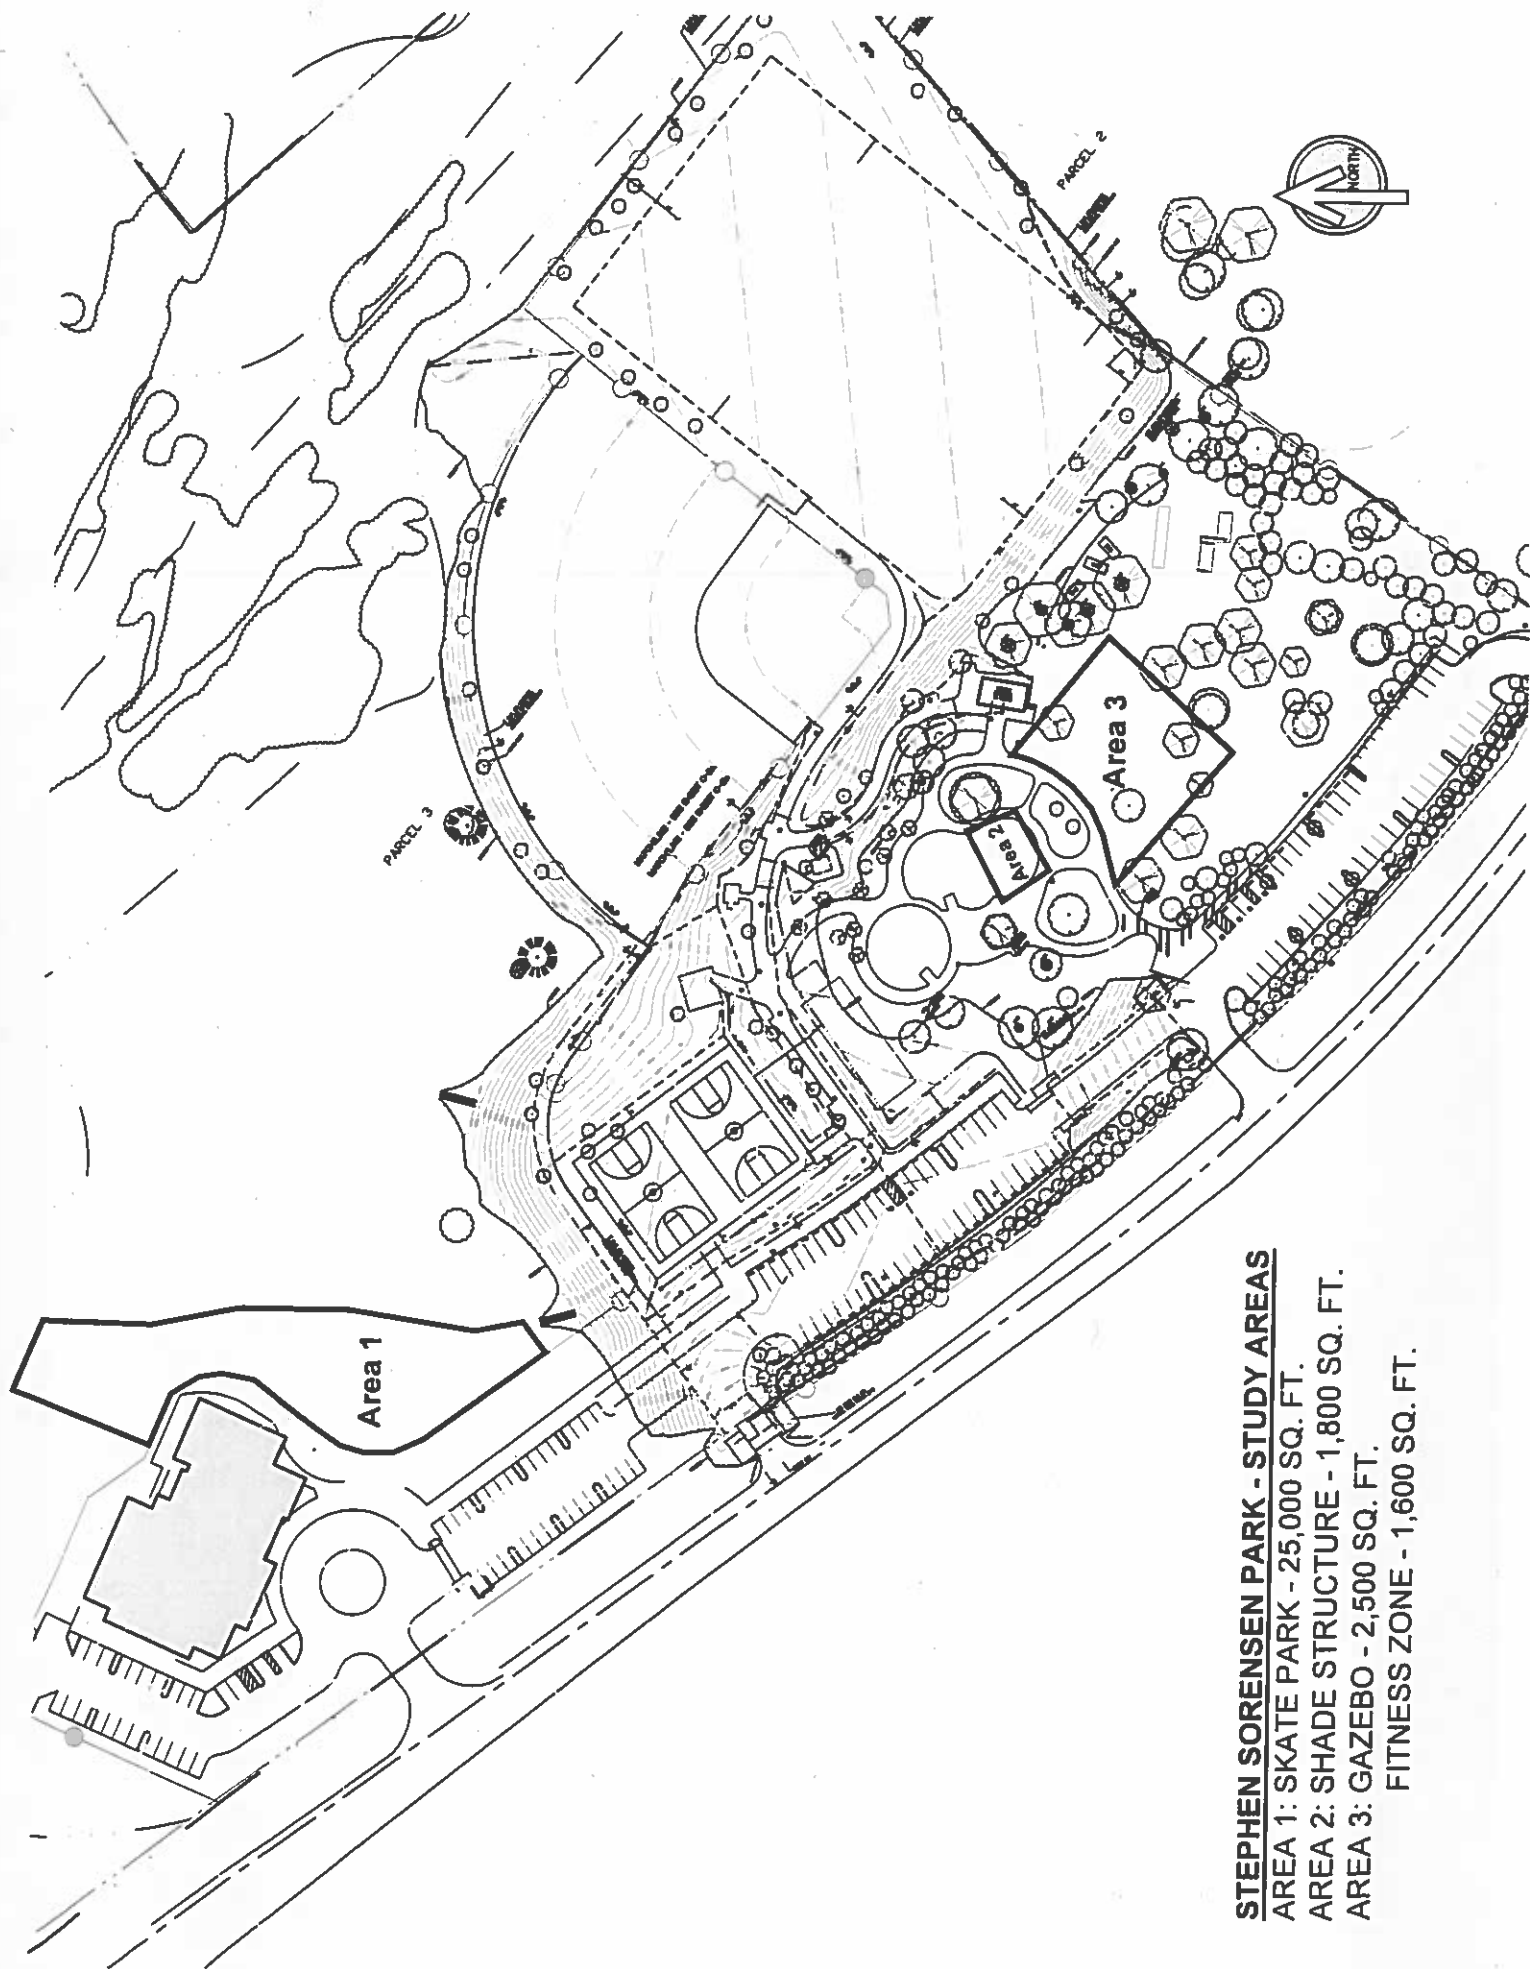 PARCEL 2
NORTH
PARCEL 3
Area 3
Area 2
Area 1
STEPHEN SORENSEN PARK - STUDY AREAS
AREA 1: SKATE PARK - 25,000 SQ. FT.
AREA 2: SHADE STRUCTURE - 1,800 SQ. FT.
AREA 3: GAZEBO - 2,500 SQ. FT.
FITNESS ZONE - 1,600 SQ. FT.